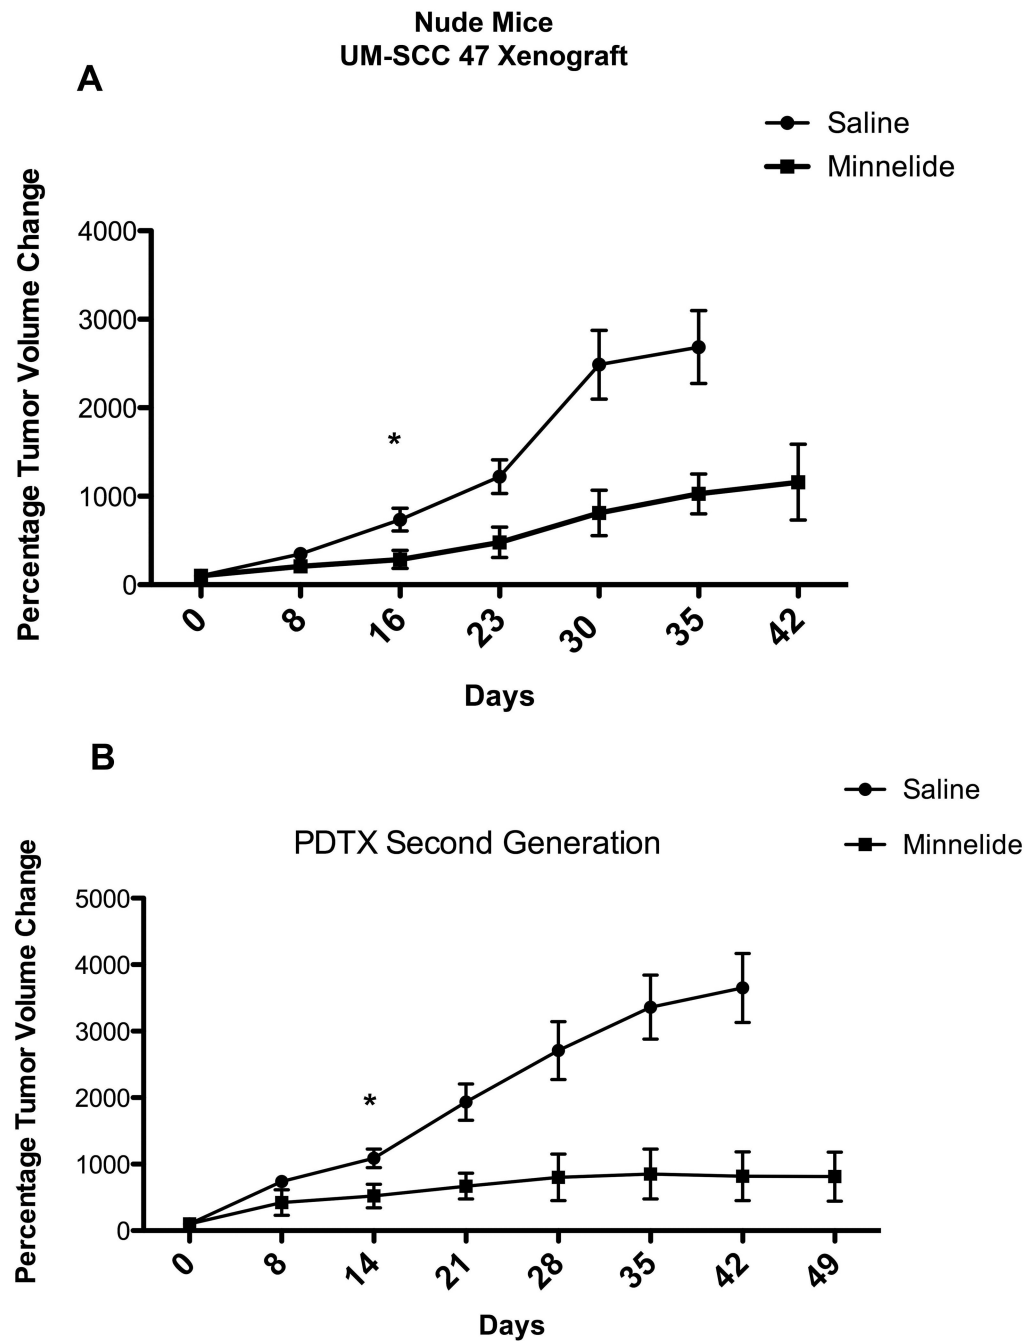 Nude Mice
UM-SCC 47 Xenograft
A
Saline
Minnelide
Percentage Tumor Volume Change
4000
3000
2000
1000
0
*
0 8 16 23 30 35 42
Days
B
Saline
Minnelide
PDTX Second Generation
Percentage Tumor Volume Change
5000
4000
3000
2000
1000
0
*
0 8 14 21 28 35 42 49
Days